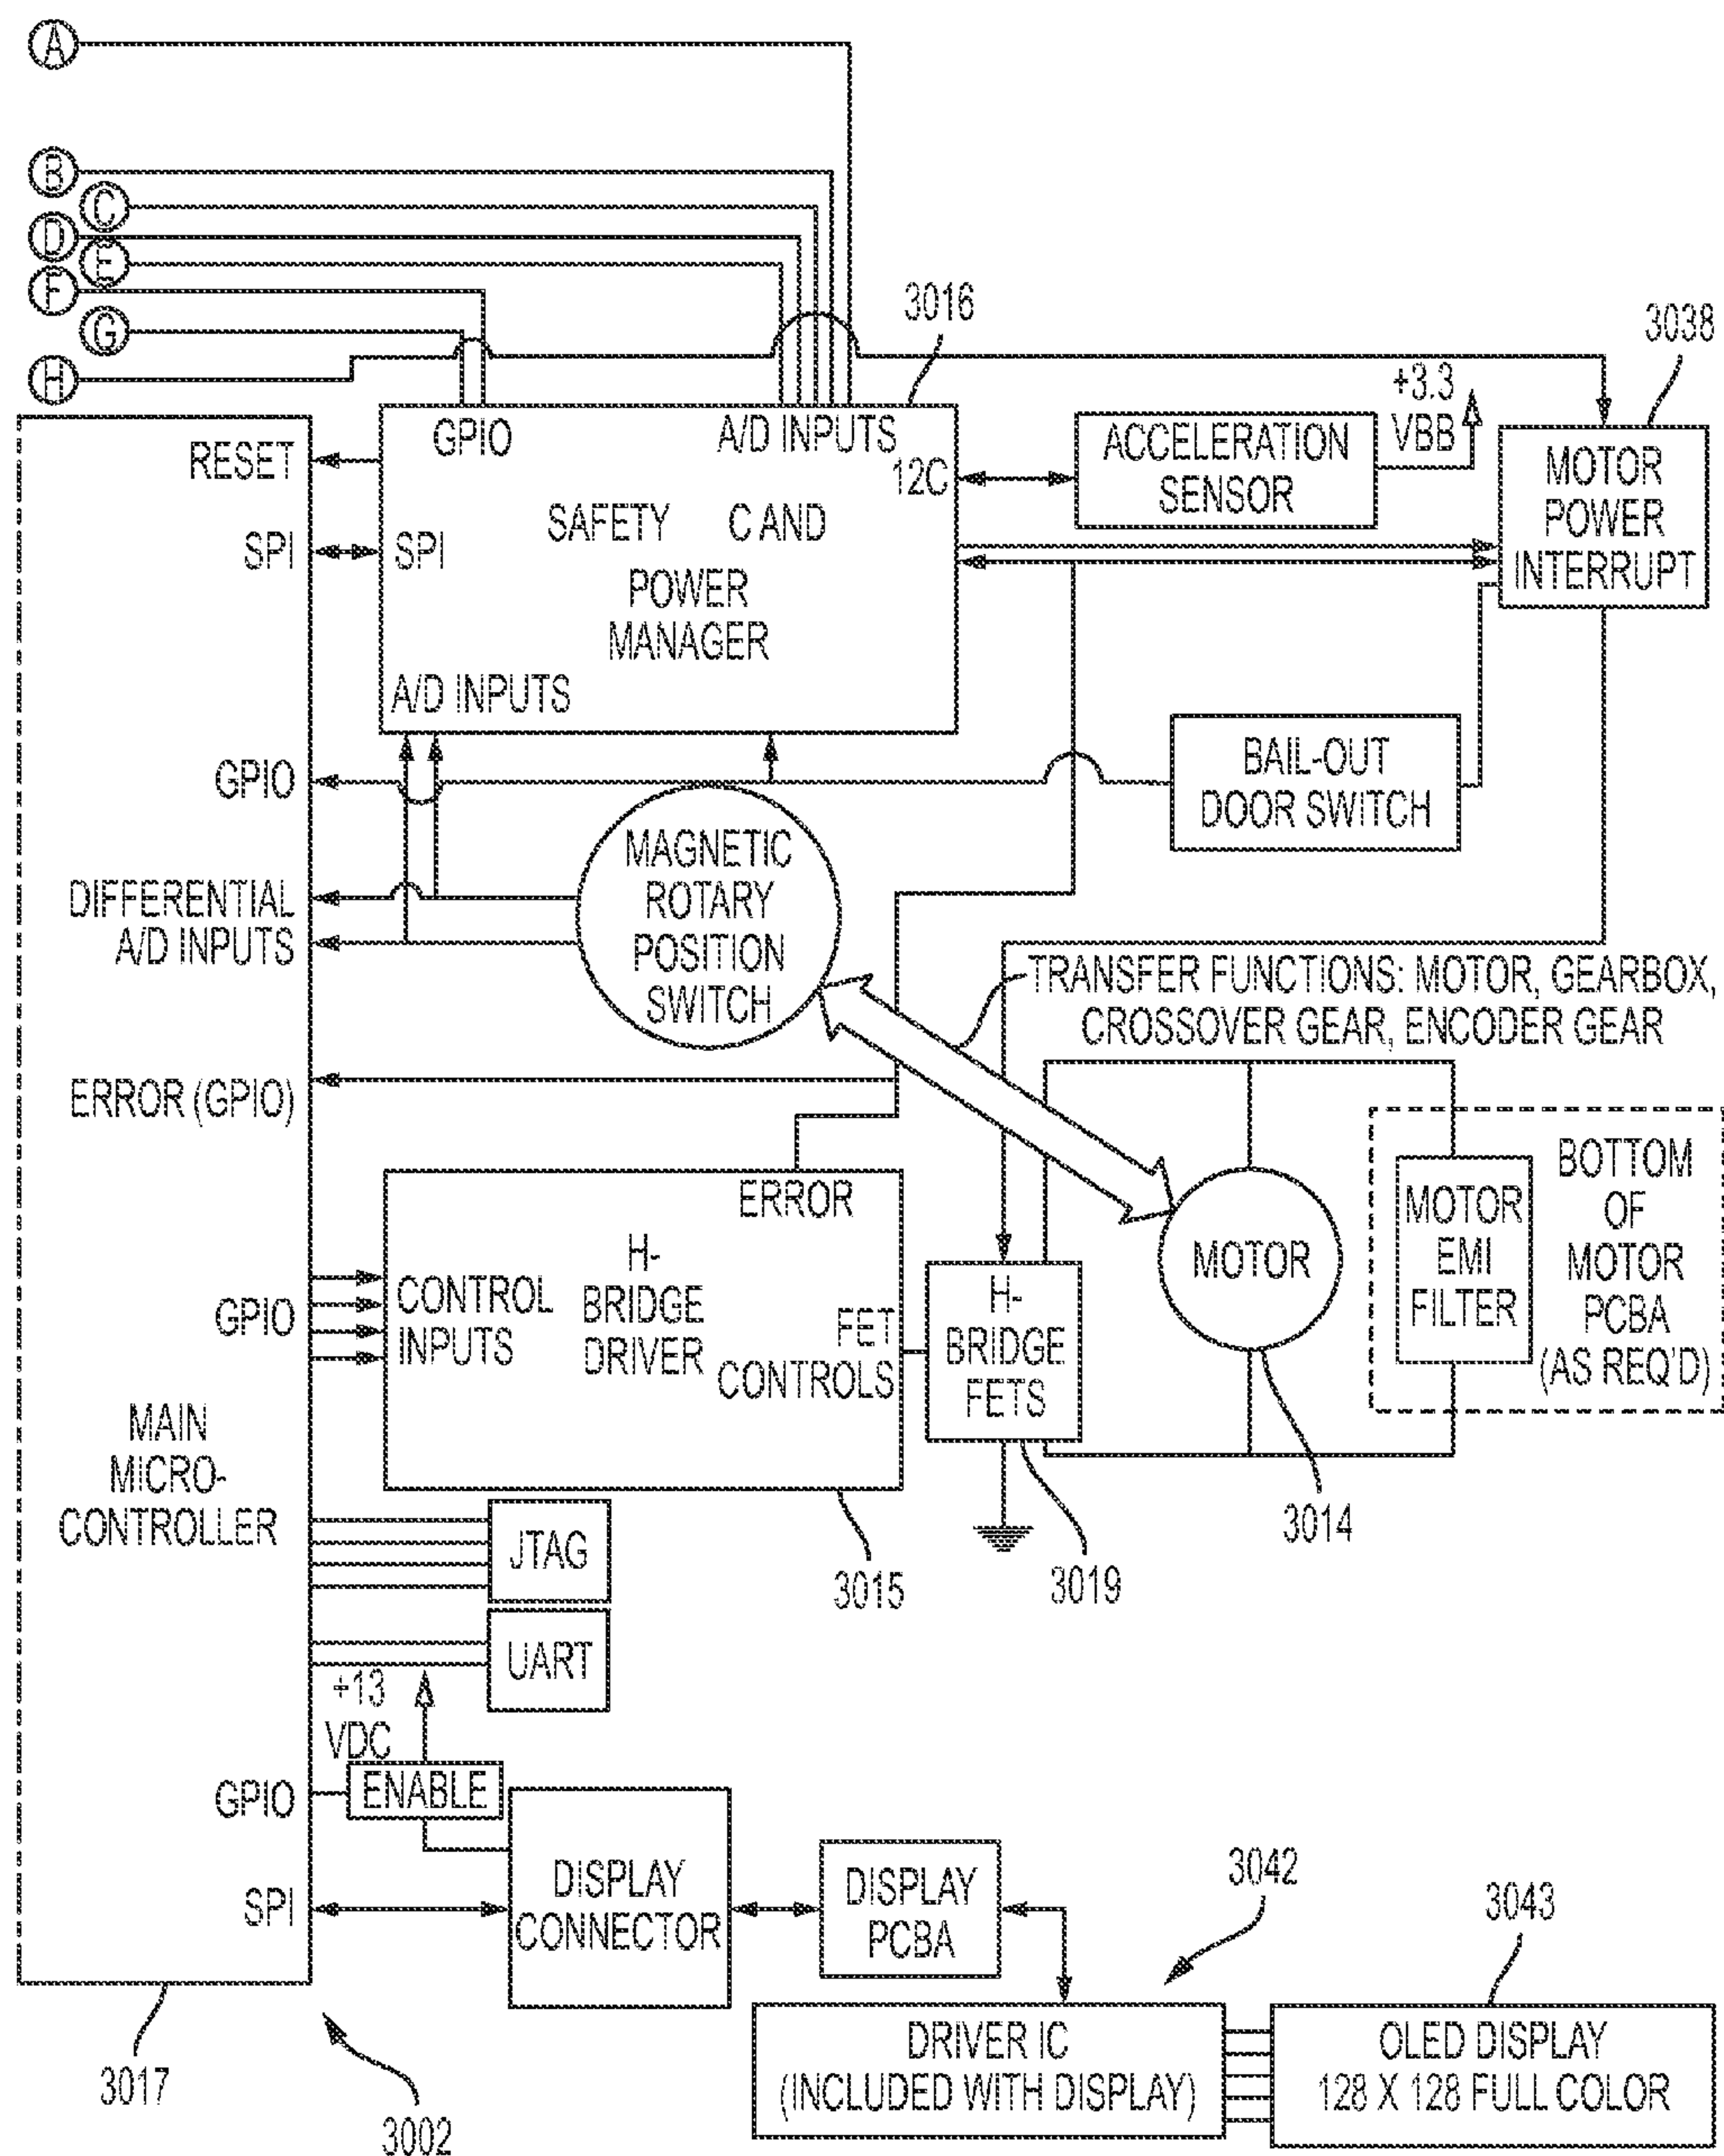 A
B
C
D
E
F
G
H
3016
3038
+3.3
VBB
RESET
GPIO
A/D INPUTS
12C
ACCELERATION
SENSOR
MOTOR
POWER
INTERRUPT
SPI
SPI
SAFETY C AND
POWER
MANAGER
A/D INPUTS
GPIO
BAIL-OUT
DOOR SWITCH
MAGNETIC
ROTARY
POSITION
SWITCH
DIFFERENTIAL
A/D INPUTS
TRANSFER FUNCTIONS: MOTOR, GEARBOX,
CROSSOVER GEAR, ENCODER GEAR
ERROR (GPIO)
ERROR
H-
BRIDGE
DRIVER
GPIO
CONTROL
INPUTS
FET
CONTROLS
H-
BRIDGE
FETS
MOTOR
MOTOR
EMI
FILTER
BOTTOM
OF
MOTOR
PCBA
(AS REQ'D)
MAIN
MICRO-
CONTROLLER
JTAG
3015
3019
3014
UART
+13
VDC
GPIO
ENABLE
SPI
DISPLAY
CONNECTOR
DISPLAY
PCBA
3042
3043
DRIVER IC
(INCLUDED WITH DISPLAY)
OLED DISPLAY
128 X 128 FULL COLOR
3017
3002